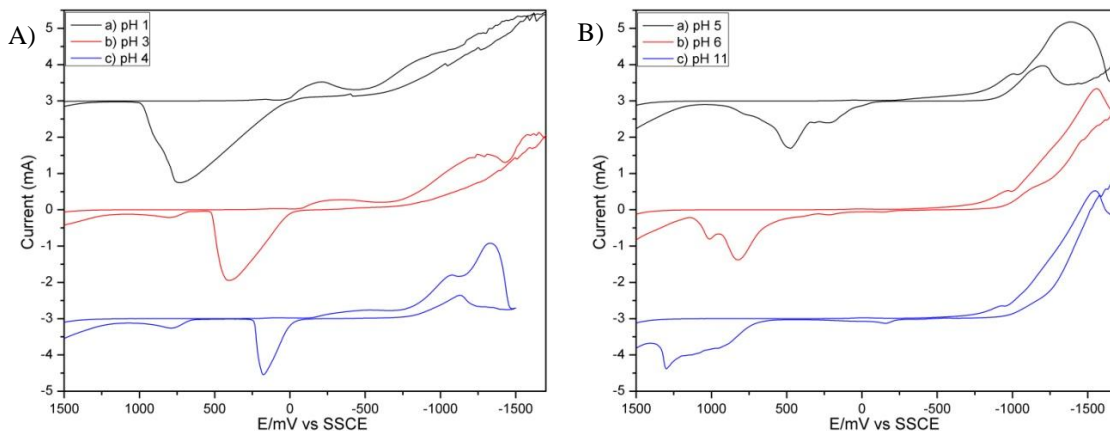 A)
a) pH 1
b) pH 3
c) pH 4
Current (mA)
5
4
3
2
1
0
-1
-2
-3
-4
-5
1500 1000 500 0 -500 -1000 -1500
E/mV vs SSCE
B)
a) pH 5
b) pH 6
c) pH 11
Current (mA)
5
4
3
2
1
0
-1
-2
-3
-4
-5
1500 1000 500 0 -500 -1000 -1500
E/mV vs SSCE